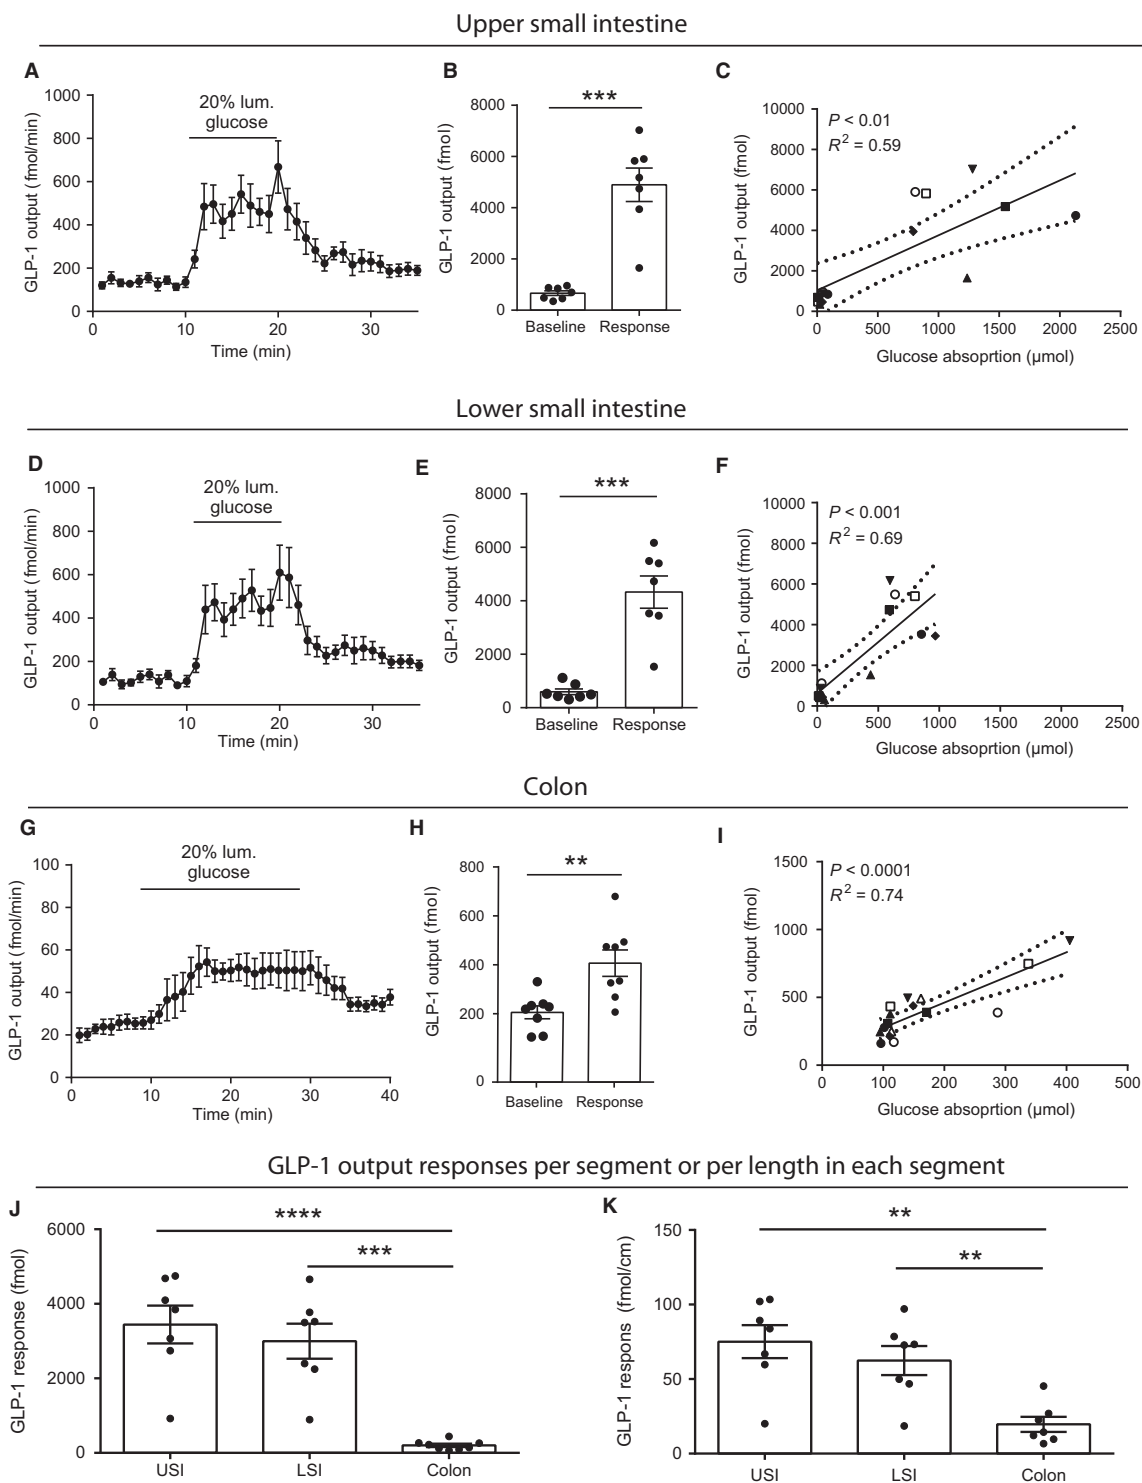 Upper small intestine
A
GLP-1 output (fmol/min)
1000
800
600
400
200
0
20% lum.
glucose
0 10 20 30
Time (min)
B
GLP-1 output (fmol)
8000
6000
4000
2000
0
***
Baseline Response
C
GLP-1 output (fmol)
10000
8000
6000
4000
2000
0
P < 0.01
R² = 0.59
0 500 1000 1500 2000 2500
Glucose absoprtion (µmol)
Lower small intestine
D
GLP-1 output (fmol/min)
1000
800
600
400
200
0
20% lum.
glucose
0 10 20 30
Time (min)
E
GLP-1 output (fmol)
8000
6000
4000
2000
0
***
Baseline Response
F
GLP-1 output (fmol)
10000
8000
6000
4000
2000
0
P < 0.001
R² = 0.69
0 500 1000 1500 2000 2500
Glucose absoprtion (µmol)
Colon
G
GLP-1 output (fmol/min)
100
80
60
40
20
0
20% lum.
glucose
0 10 20 30 40
Time (min)
H
GLP-1 output (fmol)
800
600
400
200
0
**
Baseline Response
I
GLP-1 output (fmol)
1500
1000
500
0
P < 0.0001
R² = 0.74
0 100 200 300 400 500
Glucose absoprtion (µmol)
GLP-1 output responses per segment or per length in each segment
J
GLP-1 response (fmol)
6000
4000
2000
0
****
***
USI LSI Colon
K
GLP-1 respons (fmol/cm)
150
100
50
0
**
**
USI LSI Colon